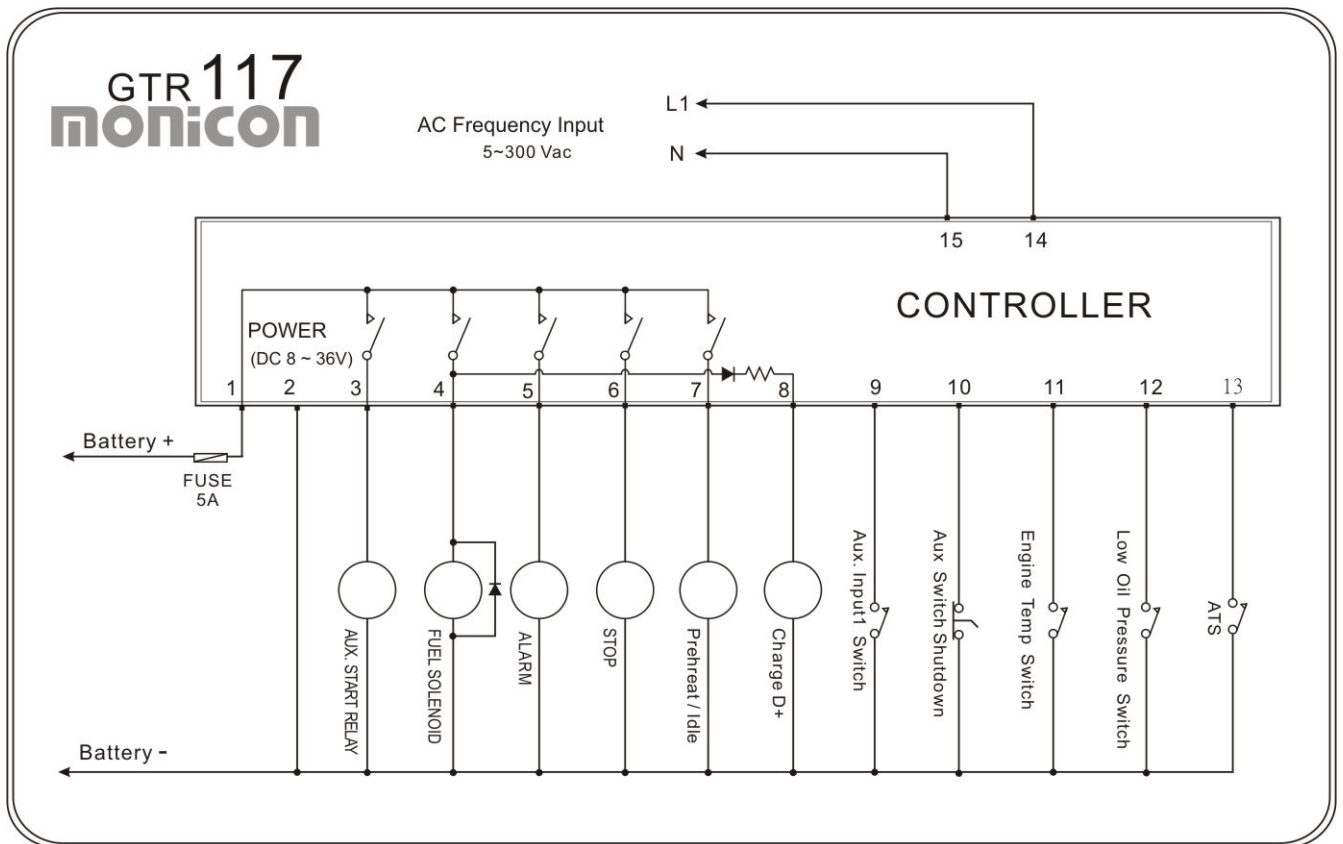 GTR 117
monicon
AC Frequency Input
5~300 Vac
L1
N
15
14
CONTROLLER
POWER
(DC 8 ~ 36V)
1
2
3
4
5
6
7
8
9
10
11
12
13
Battery +
FUSE
5A
AUX. START RELAY
FUEL SOLENOID
ALARM
STOP
Prehreat / Idle
Charge D+
Aux. Input1 Switch
Aux Switch Shutdown
Engine Temp Switch
Low Oil Pressure Switch
ATS
Battery -